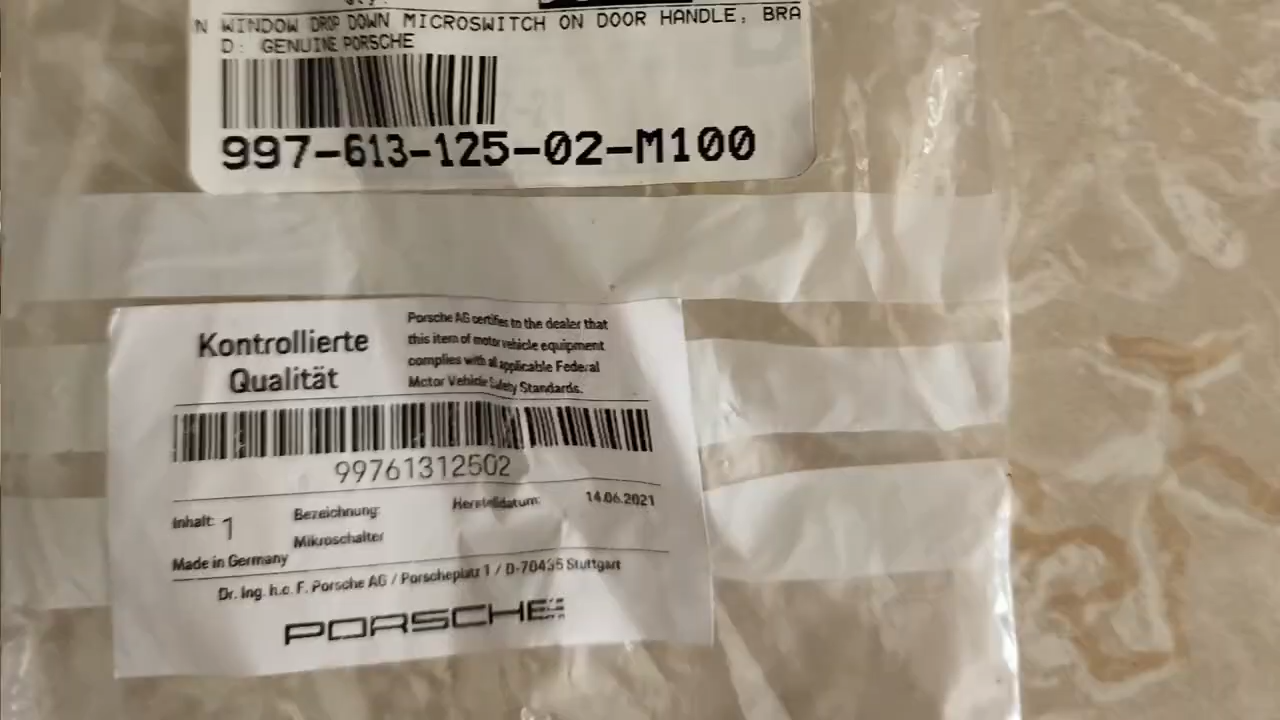 N WINDOW DROP DOWN MICROSWITCH ON DOOR HANDLE, BRA
D: GENUINE PORSCHE
997-613-125-02-M100
Kontrollierte
Qualität
Porsche AG certifies to the dealer that
this item of motor vehicle equipment
complies with all applicable Federal
Motor Vehicle Safety Standards.
99761312502
Inhalt: 1
Bezeichnung:
Mikroschalter
Herstelldatum:
14.06.2021
Made in Germany
Dr. Ing. h.c. F. Porsche AG / Porscheplatz 1 / D-70435 Stuttgart
PORSCHE